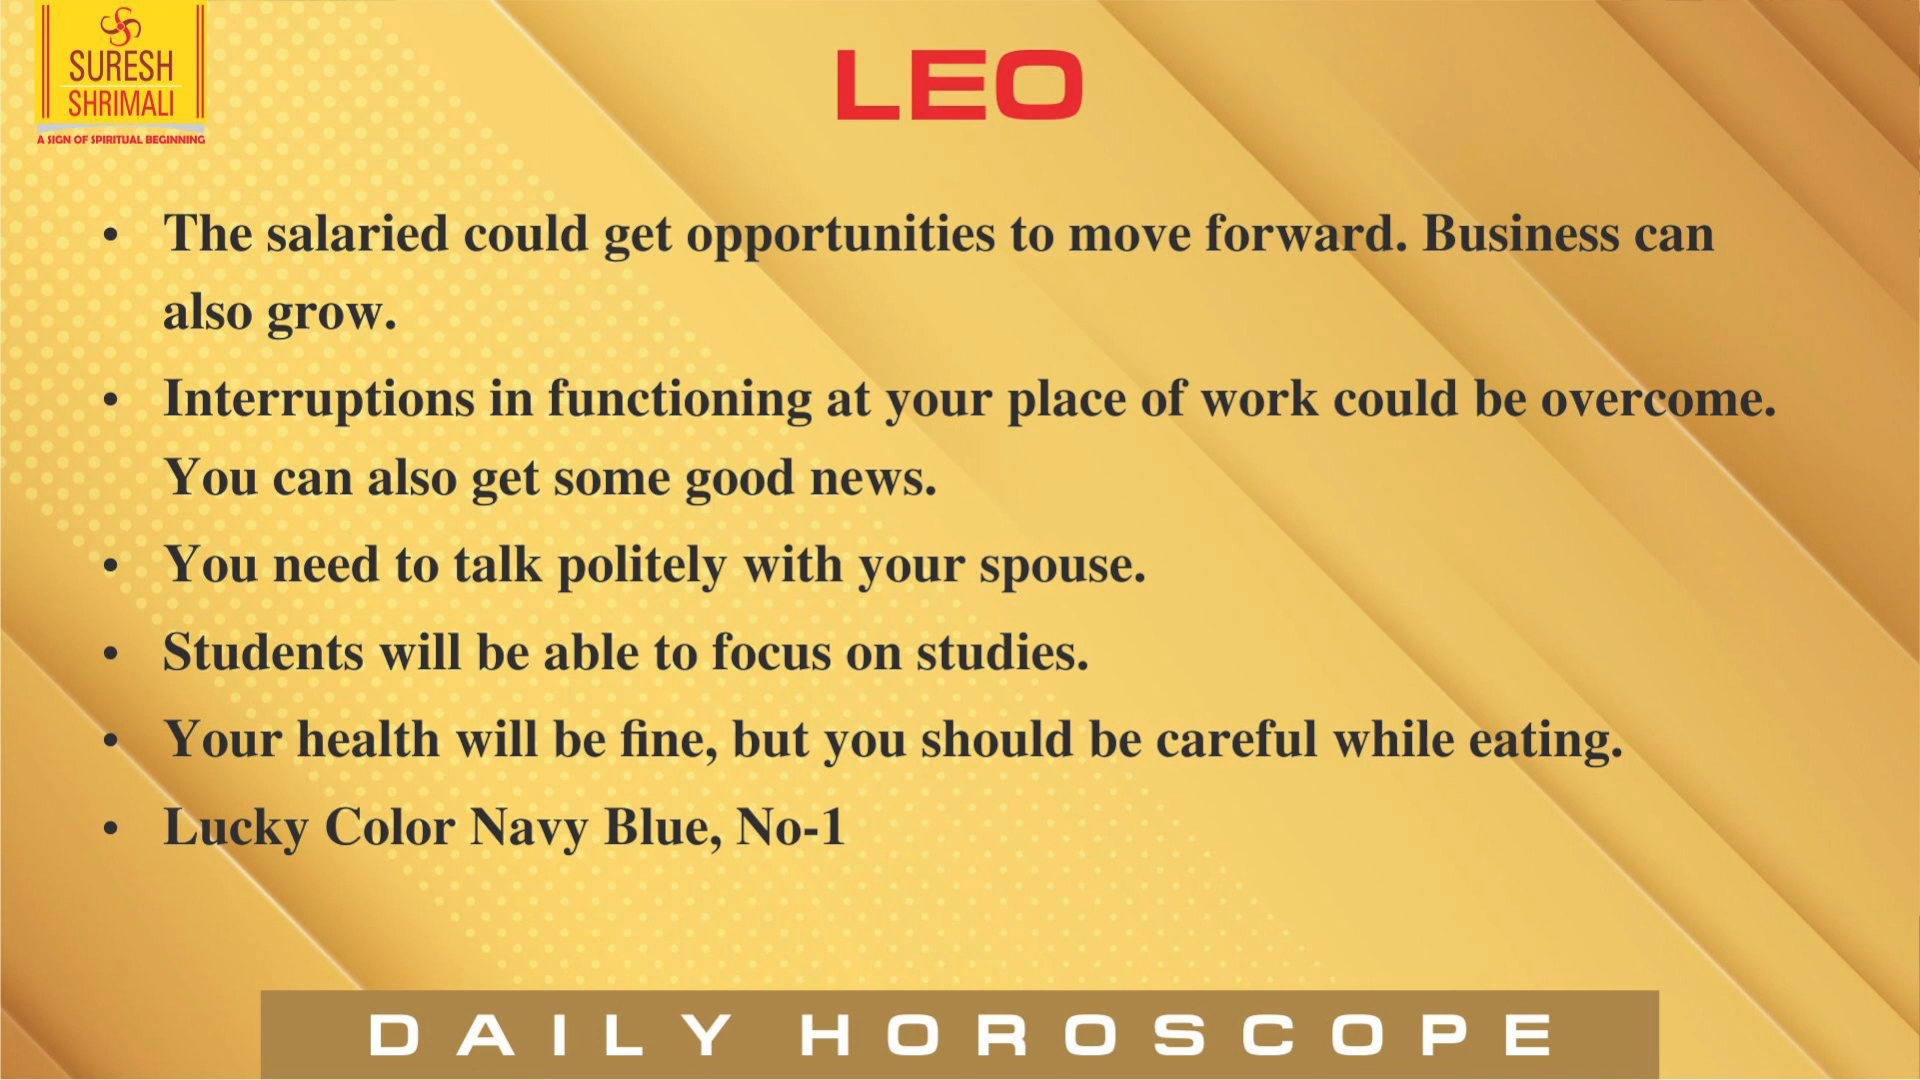 SURESH
SHRIMALI
A SIGN OF SPIRITUAL BEGINNING
LEO
• The salaried could get opportunities to move forward. Business can
also grow.
• Interruptions in functioning at your place of work could be overcome.
You can also get some good news.
• You need to talk politely with your spouse.
• Students will be able to focus on studies.
• Your health will be fine, but you should be careful while eating.
• Lucky Color Navy Blue, No-1
DAILY HOROSCOPE